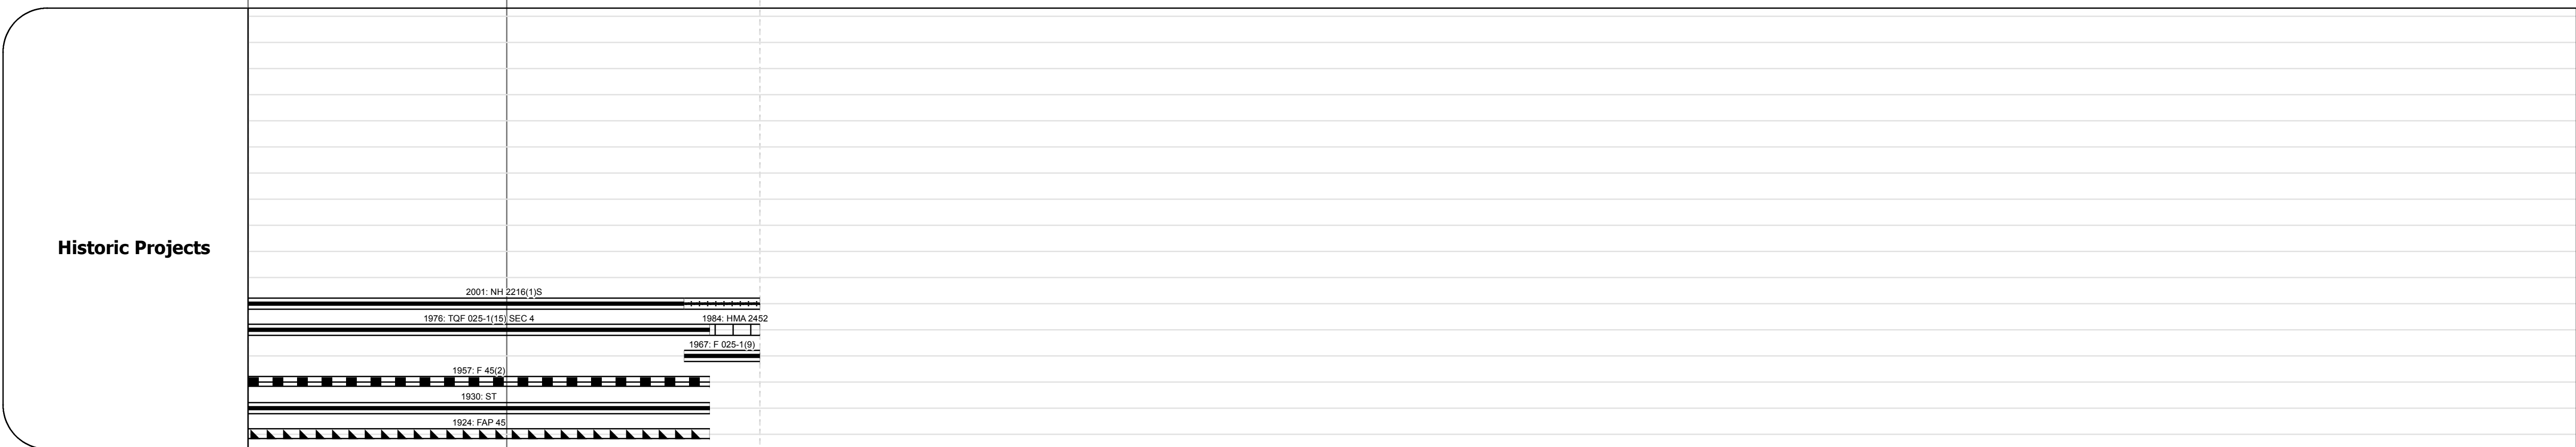 Historic Projects
2001: NH 2216(1)S
1976: TQF 025-1(15) SEC 4
1984: HMA 2452
1967: F 025-1(9)
1957: F 45(2)
1930: ST
1924: FAP 45